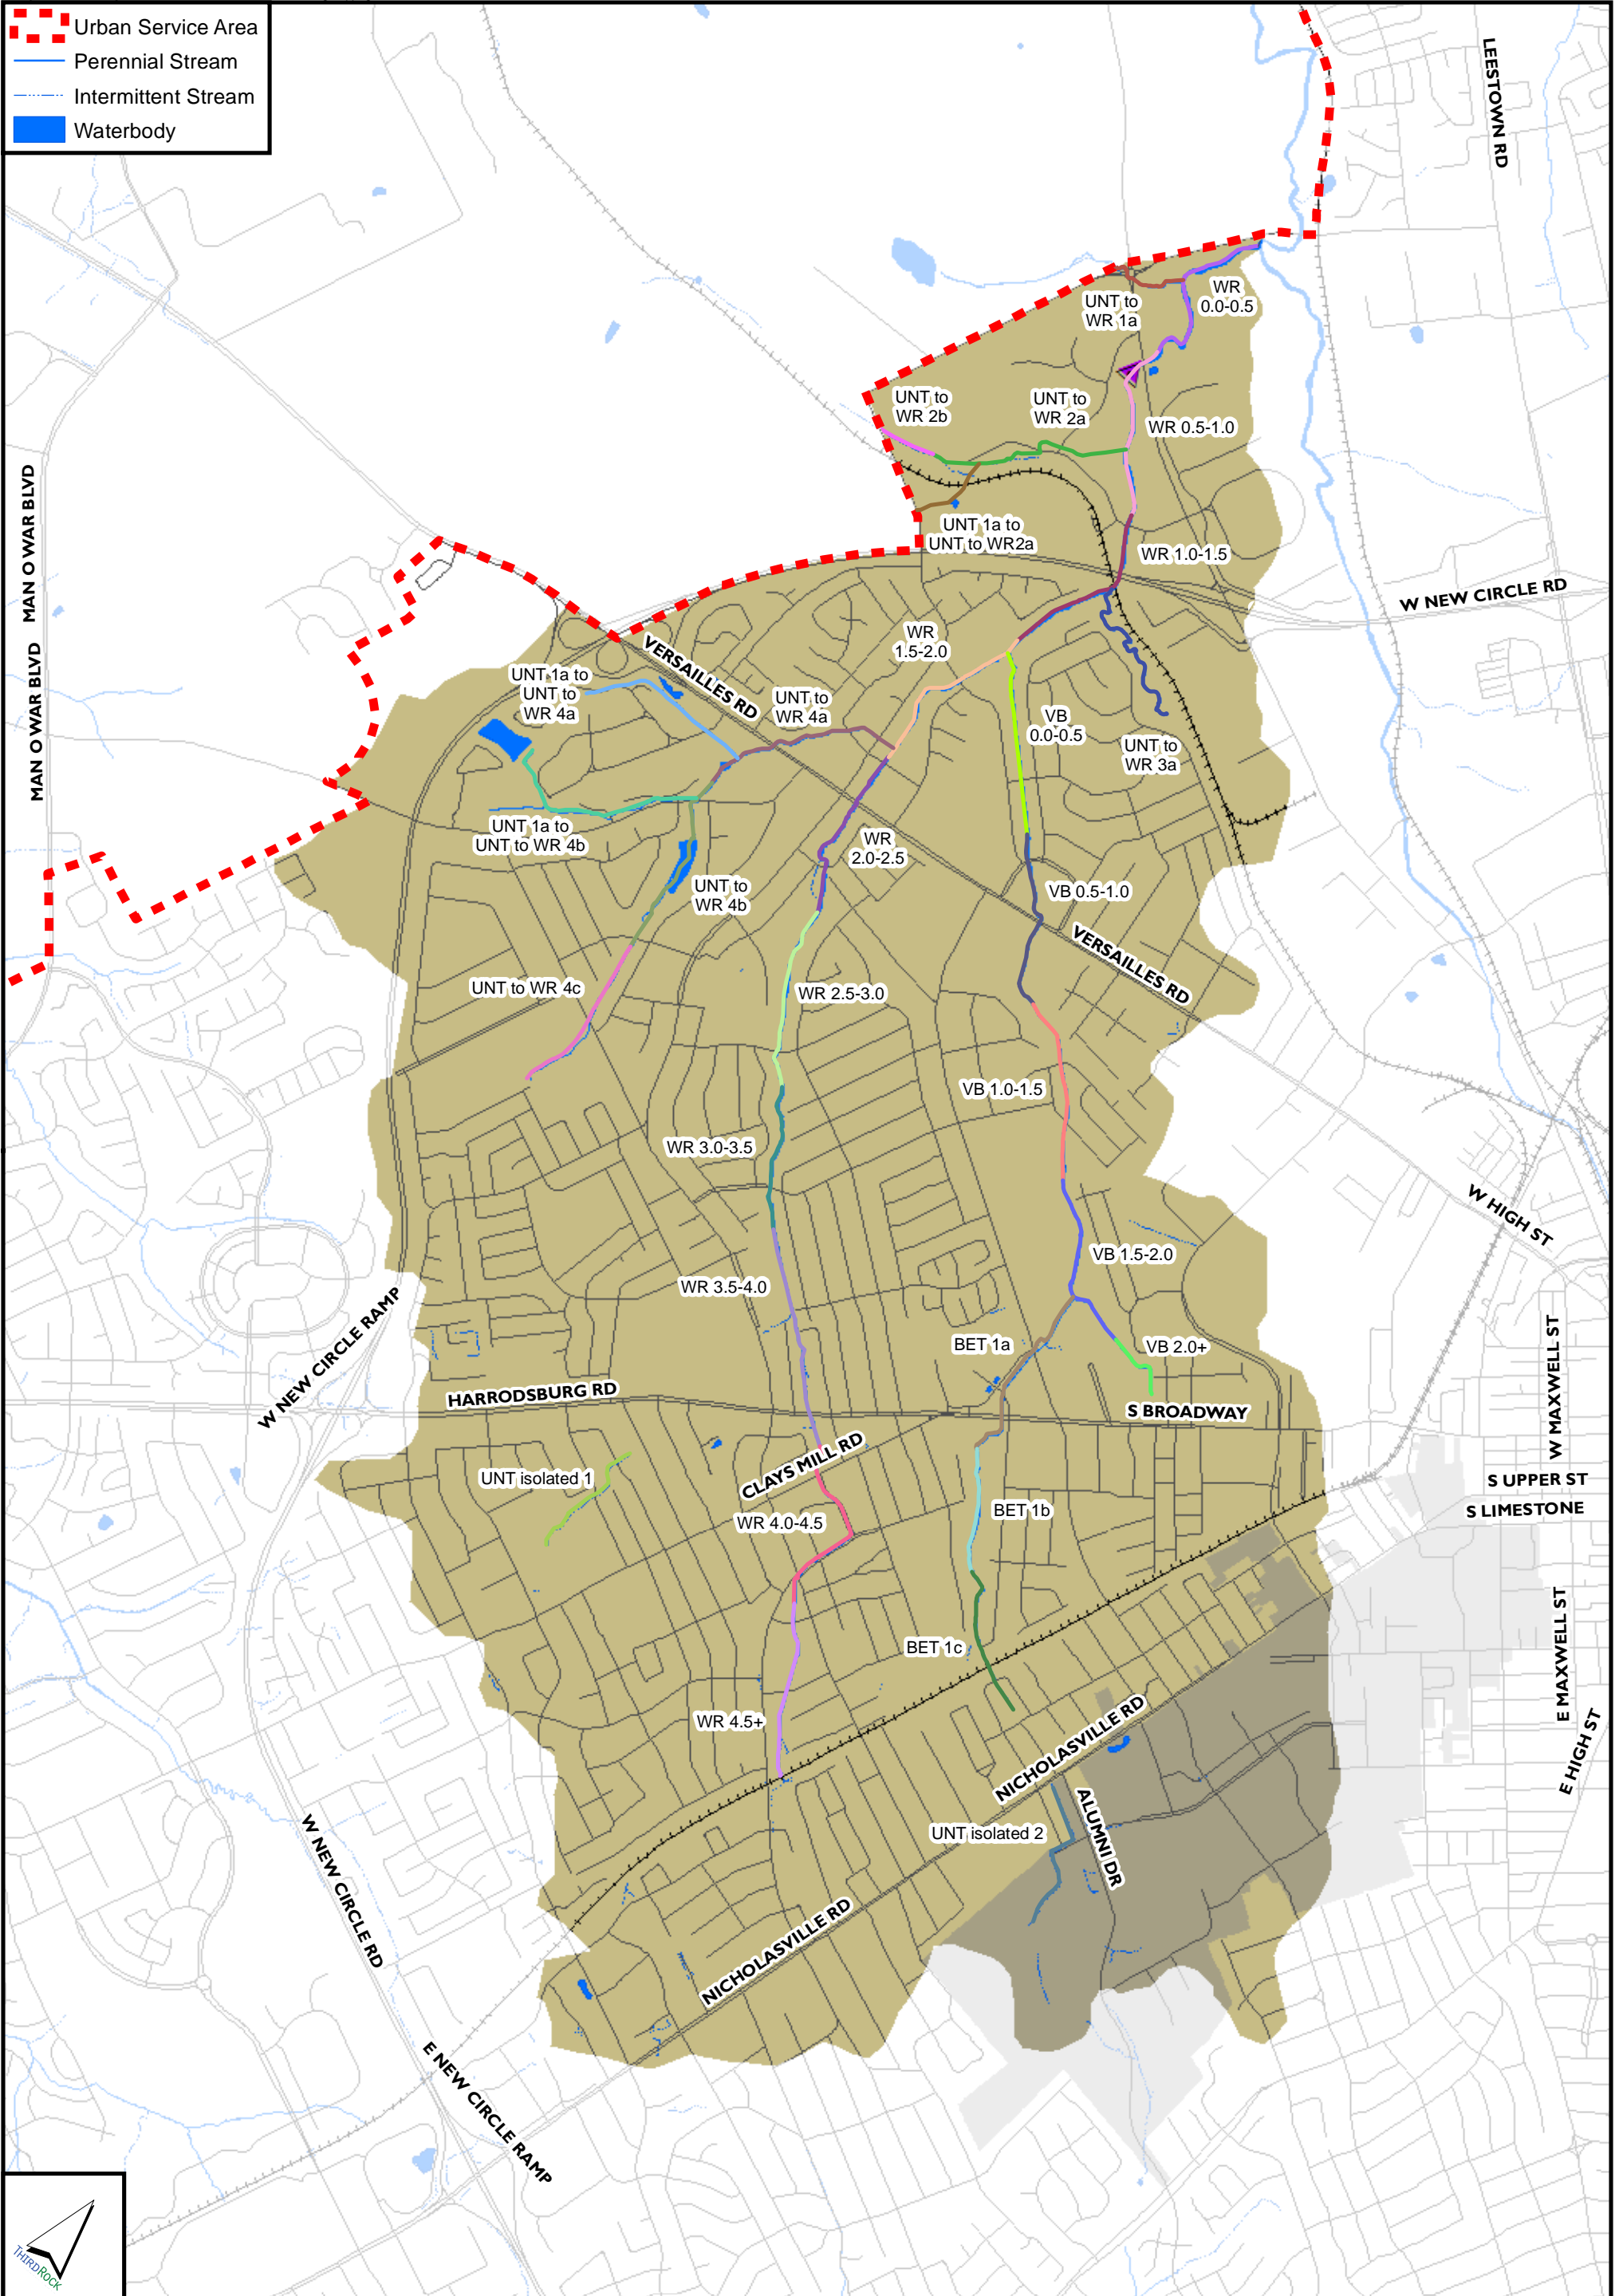 Urban Service Area
Perennial Stream
Intermittent Stream
Waterbody
LEESTOWN RD
WR
0.0-0.5
UNT to
WR 1a
UNT to
WR 2b
UNT to
WR 2a
WR 0.5-1.0
MAN O WAR BLVD
UNT 1a to
UNT to WR2a
WR 1.0-1.5
W NEW CIRCLE RD
WR
1.5-2.0
VERSAILLES RD
MAN O WAR BLVD
UNT 1a to
UNT to
WR 4a
UNT to
WR 4a
VB
0.0-0.5
UNT to
WR 3a
UNT 1a to
UNT to WR 4b
WR
2.0-2.5
UNT to
WR 4b
VB 0.5-1.0
VERSAILLES RD
UNT to WR 4c
WR 2.5-3.0
VB 1.0-1.5
WR 3.0-3.5
W HIGH ST
VB 1.5-2.0
WR 3.5-4.0
W NEW CIRCLE RAMP
BET 1a
VB 2.0+
W MAXWELL ST
HARRODSBURG RD
S BROADWAY
CLAYS MILL RD
UNT isolated 1
S UPPER ST
S LIMESTONE
WR 4.0-4.5
BET 1b
BET 1c
E MAXWELL ST
WR 4.5+
NICHOLASVILLE RD
E HIGH ST
UNT isolated 2
ALUMNI DR
W NEW CIRCLE RD
NICHOLASVILLE RD
E NEW CIRCLE RAMP
THIRDROCK